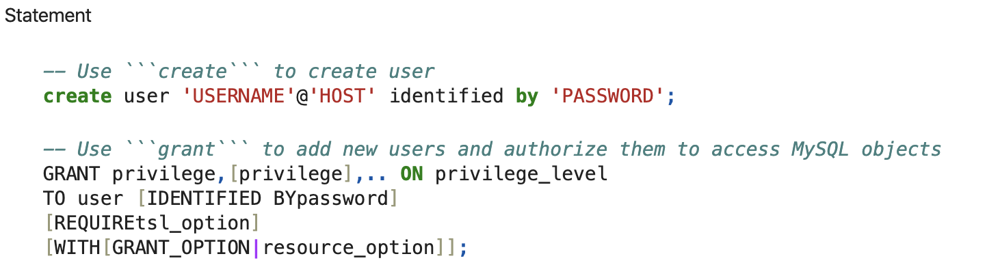 Statement
-- Use ```create``` to create user
create user 'USERNAME'@'HOST' identified by 'PASSWORD';
-- Use ```grant``` to add new users and authorize them to access MySQL objects
GRANT privilege,[privilege],.. ON privilege_level
TO user [IDENTIFIED BYpassword]
[REQUIREtsl_option]
[WITH[GRANT_OPTION|resource_option]];